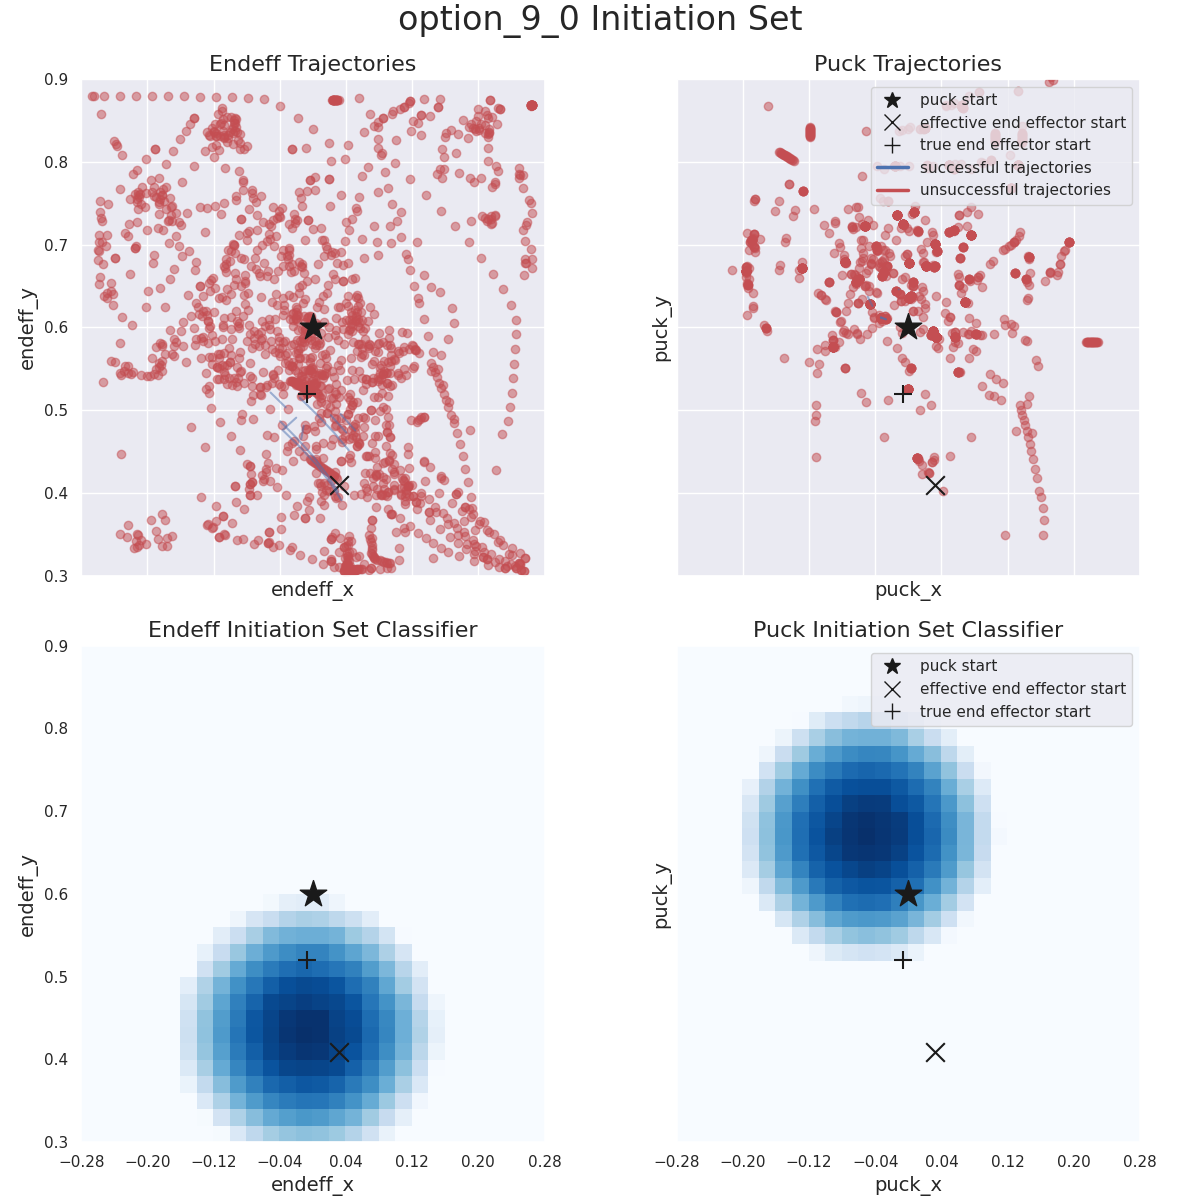 option_9_0 Initiation Set
Endeff Trajectories
Puck Trajectories
0.9
0.8
0.7
0.6
0.5
0.4
0.3
endeff_y
endeff_x
puck_y
puck_x
puck start
effective end effector start
true end effector start
successful trajectories
unsuccessful trajectories
Endeff Initiation Set Classifier
Puck Initiation Set Classifier
0.9
0.8
0.7
0.6
0.5
0.4
0.3
endeff_y
−0.28 −0.20 −0.12 −0.04 0.04 0.12 0.20 0.28
endeff_x
puck_y
puck start
effective end effector start
true end effector start
−0.28 −0.20 −0.12 −0.04 0.04 0.12 0.20 0.28
puck_x